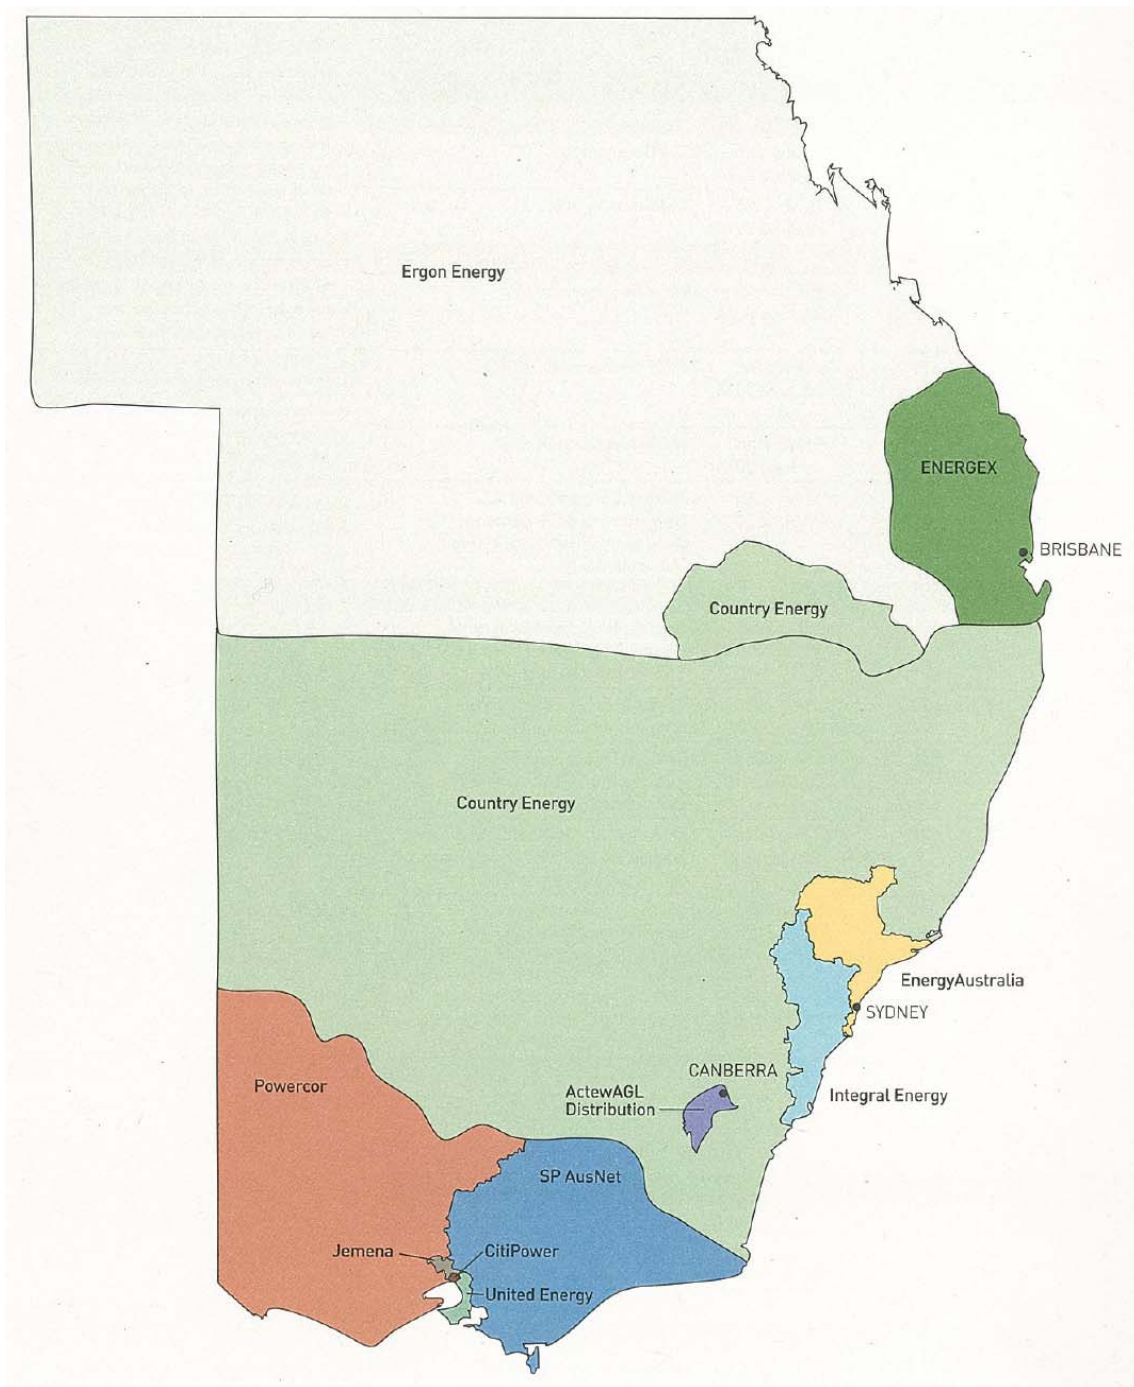 Ergon Energy
ENERGEX
BRISBANE
Country Energy
Country Energy
EnergyAustralia
SYDNEY
CANBERRA
ActewAGL
Distribution
Integral Energy
Powercor
SP AusNet
Jemena
CitiPower
United Energy